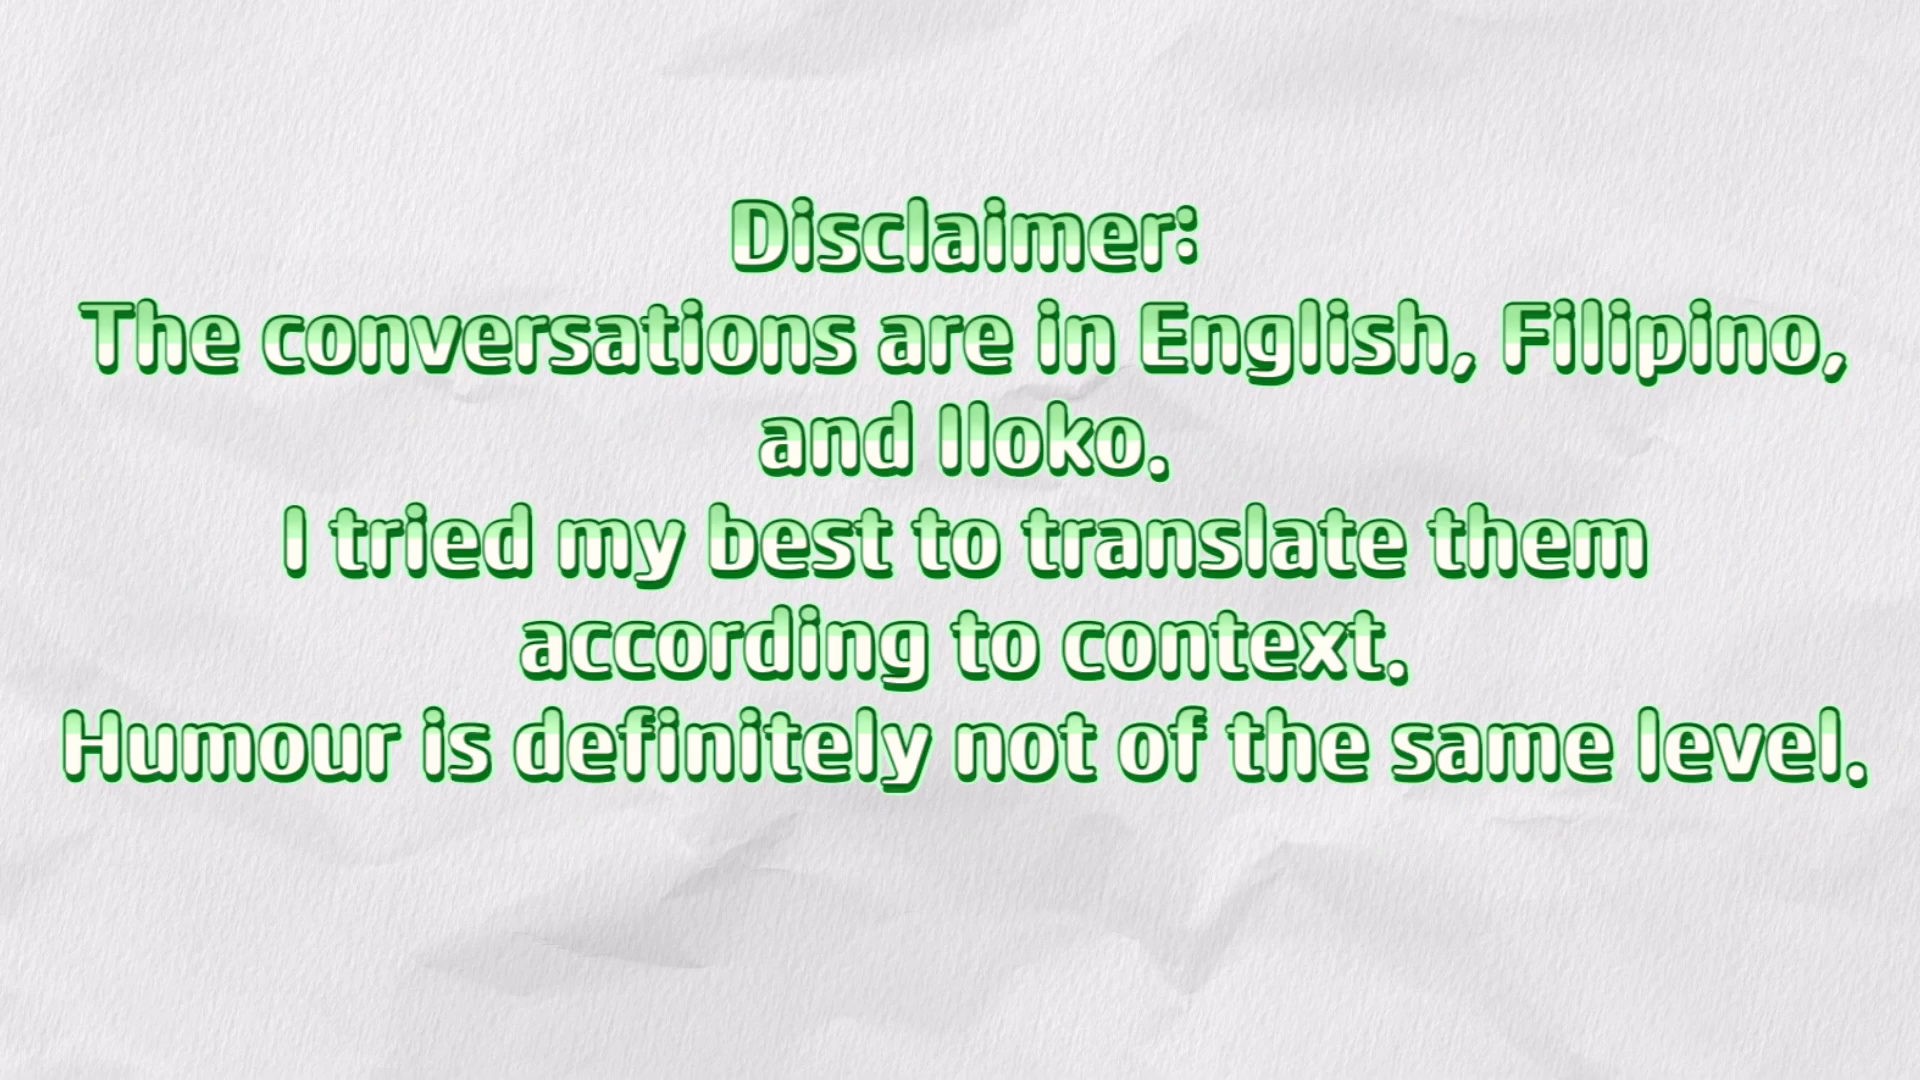 Disclaimer:
The conversations are in English, Filipino,
and Iloko.
I tried my best to translate them
according to context.
Humour is definitely not of the same level.